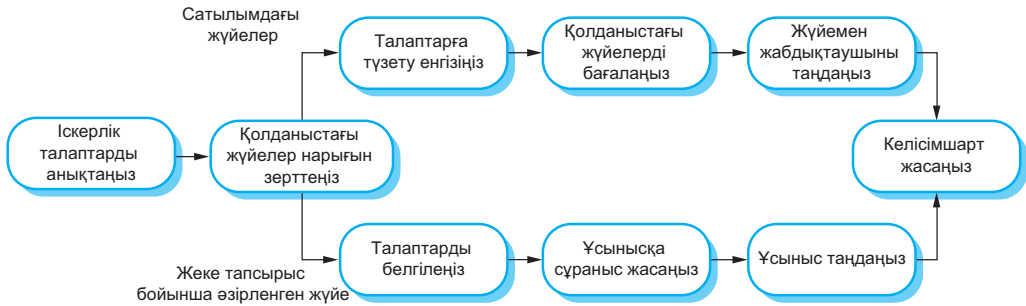 Сатылымдағы
жүйелер
Талаптарға
түзету енгізіңіз
Қолданыстағы
жүйелерді
бағалаңыз
Жүйемен
жабдықтаушыны
таңдаңыз
Іскерлік
талаптарды
анықтаңыз
Қолданыстағы
жүйелер нарығын
зерттеңіз
Келісімшарт
жасаңыз
Талаптарды
белгілеңіз
Ұсынысқа
сұраныс жасаңыз
Ұсыныс таңдаңыз
Жеке тапсырыс
бойынша әзірленген жүйе